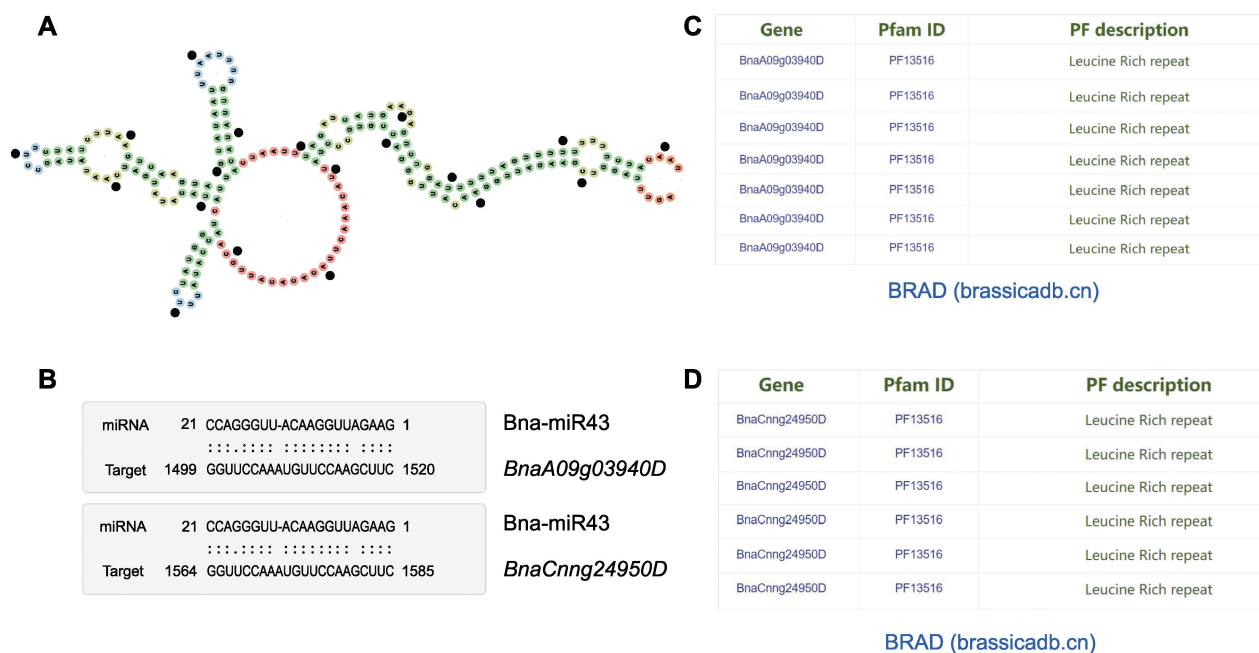 A
B
miRNA 21 CCAGGGUU-ACAAGGUUAGAAG 1 Bna-miR43
:::.:::: :::::::: ::::
Target 1499 GGUUCCAAAUGUUCCAAGCUUC 1520 BnaA09g03940D
miRNA 21 CCAGGGUU-ACAAGGUUAGAAG 1 Bna-miR43
:::.:::: :::::::: ::::
Target 1564 GGUUCCAAAUGUUCCAAGCUUC 1585 BnaCnng24950D
C
Gene Pfam ID PF description
BnaA09g03940D PF13516 Leucine Rich repeat
BnaA09g03940D PF13516 Leucine Rich repeat
BnaA09g03940D PF13516 Leucine Rich repeat
BnaA09g03940D PF13516 Leucine Rich repeat
BnaA09g03940D PF13516 Leucine Rich repeat
BnaA09g03940D PF13516 Leucine Rich repeat
BnaA09g03940D PF13516 Leucine Rich repeat
BRAD (brassicadb.cn)
D
Gene Pfam ID PF description
BnaCnng24950D PF13516 Leucine Rich repeat
BnaCnng24950D PF13516 Leucine Rich repeat
BnaCnng24950D PF13516 Leucine Rich repeat
BnaCnng24950D PF13516 Leucine Rich repeat
BnaCnng24950D PF13516 Leucine Rich repeat
BnaCnng24950D PF13516 Leucine Rich repeat
BRAD (brassicadb.cn)